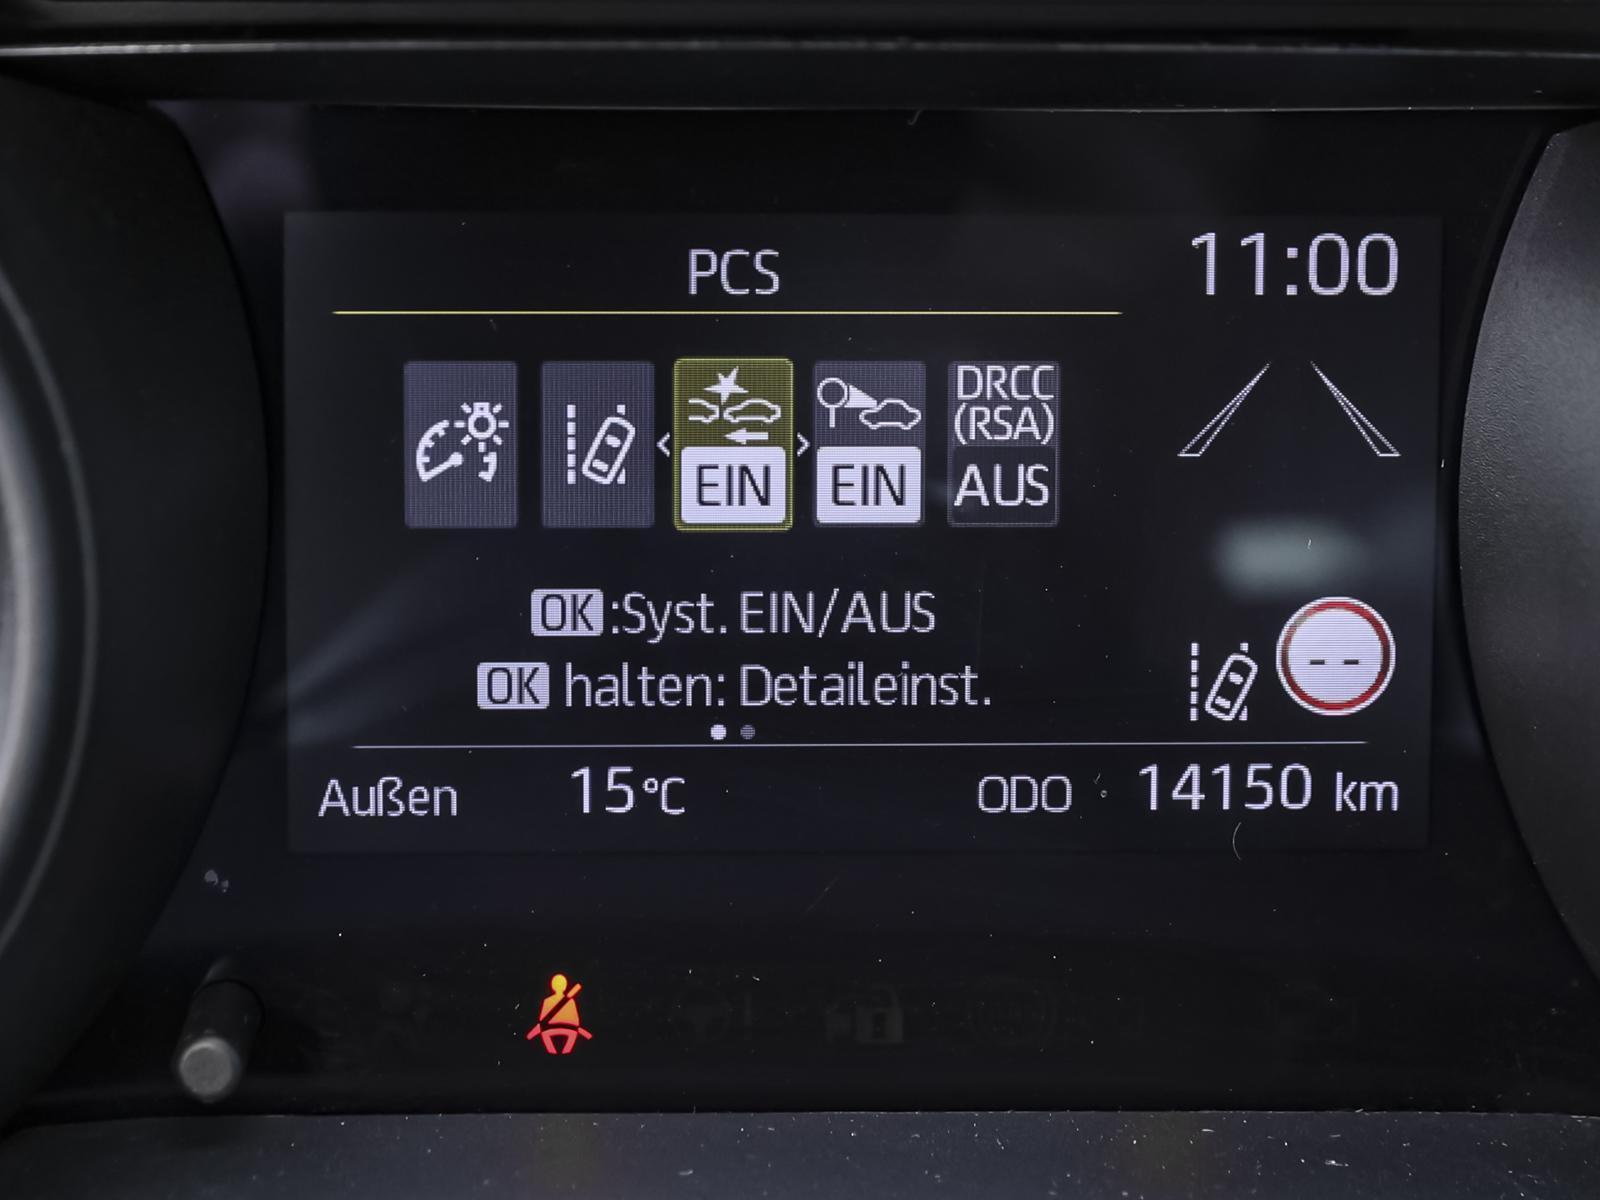 PCS 11:00
DRCC
(RSA)
EIN EIN AUS
OK :Syst. EIN/AUS
OK halten: Detaileinst.
--
Außen 15°C ODO 14150 km